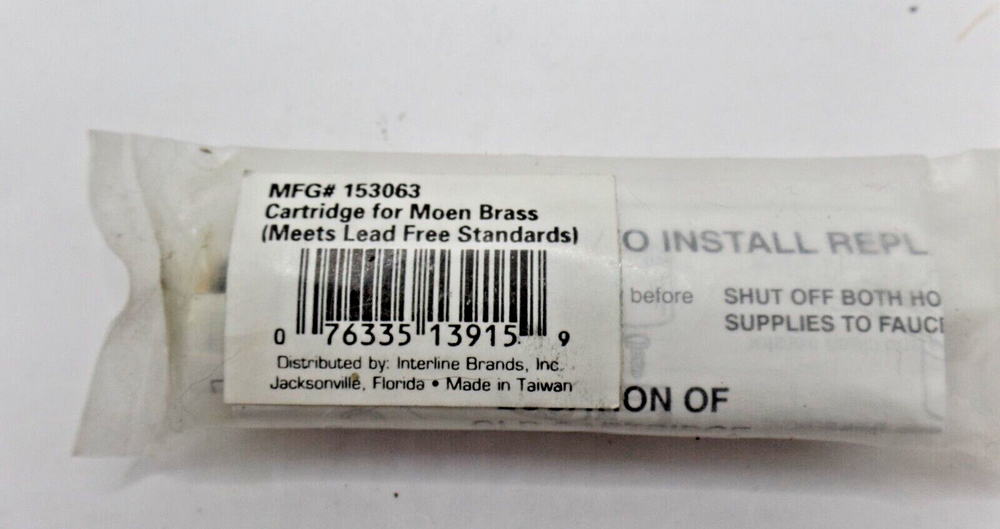 MFG# 153063
Cartridge for Moen Brass
(Meets Lead Free Standards)
0 76335 13915 9
Distributed by: Interline Brands, Inc.
Jacksonville, Florida • Made in Taiwan
O INSTALL REPL
before
SHUT OFF BOTH HO
SUPPLIES TO FAUCE
ON OF